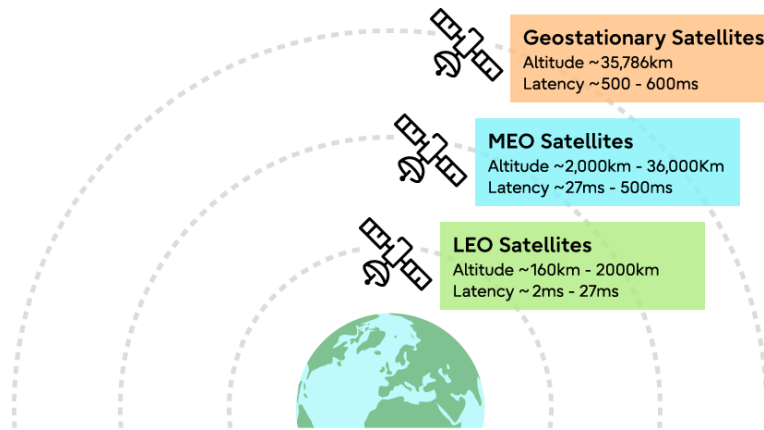 Geostationary Satellites
Altitude ~35,786km
Latency ~500 - 600ms
MEO Satellites
Altitude ~2,000km - 36,000Km
Latency ~27ms - 500ms
LEO Satellites
Altitude ~160km - 2000km
Latency ~ 2ms - 27ms